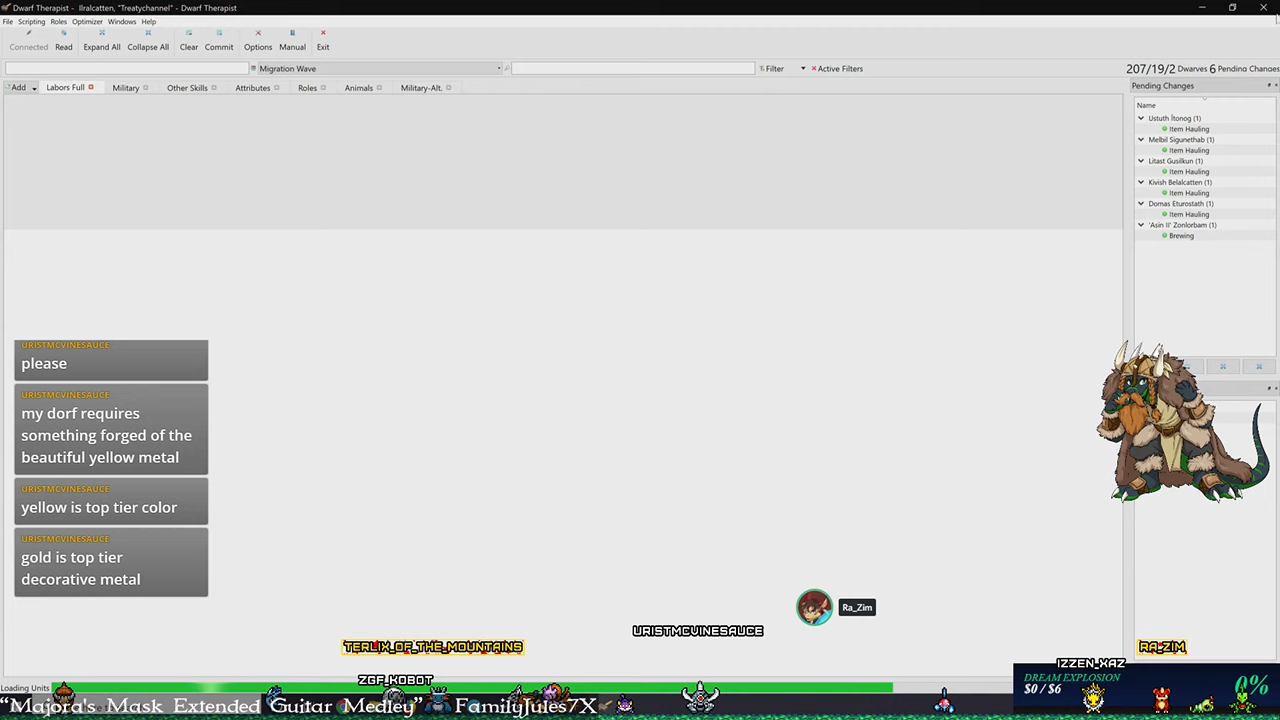 Dwarf Therapist - Ilralcatten, "Treatychannel" - Dwarf Therapist
File Scripting Roles Optimizer Windows Help
Connected Read Expand All Collapse All Clear Commit Options Manual Exit
Migration Wave Filter Active Filters 207/19/2 Dwarves 6 Pending Changes
Add Labors Full Military Other Skills Attributes Roles Animals Military-Alt.
Pending Changes
Name
Ustuth Îtonog (1)
Item Hauling
Melbil Sigunethab (1)
Item Hauling
Litast Gusilkun (1)
Item Hauling
Kivish Belalcatten (1)
Item Hauling
Domas Eturostath (1)
Item Hauling
'Asin II' Zonlorbam (1)
Brewing
URISTMCVINESAUCE
please
URISTMCVINESAUCE
my dorf requires
something forged of the
beautiful yellow metal
URISTMCVINESAUCE
yellow is top tier color
URISTMCVINESAUCE
gold is top tier
decorative metal
Ra_Zim
URISTMCVINESAUCE
TERLIX_OF_THE_MOUNTAINS
RA_ZIM
IZZEN_XAZ
ZGF_KOBOT
DREAM EXPLOSION
$0 / $6
0%
Loading Units
"Majora's Mask Extended Guitar Medley" FamilyJules7X